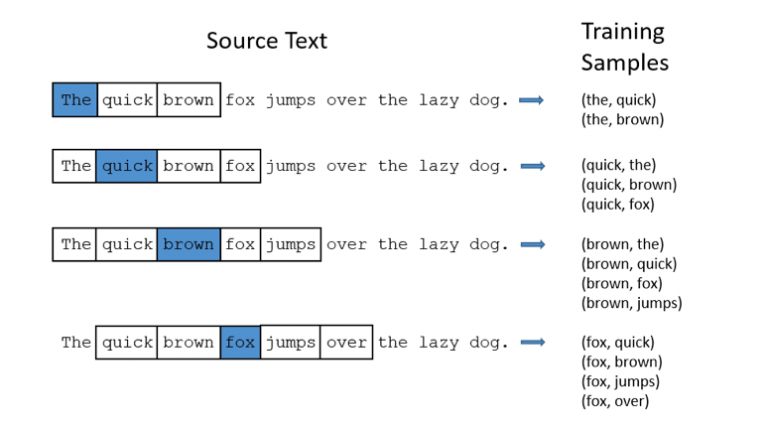 Source Text
Training
Samples
The quick brown fox jumps over the lazy dog.
(the, quick)
(the, brown)
The quick brown fox jumps over the lazy dog.
(quick, the)
(quick, brown)
(quick, fox)
The quick brown fox jumps over the lazy dog.
(brown, the)
(brown, quick)
(brown, fox)
(brown, jumps)
The quick brown fox jumps over the lazy dog.
(fox, quick)
(fox, brown)
(fox, jumps)
(fox, over)